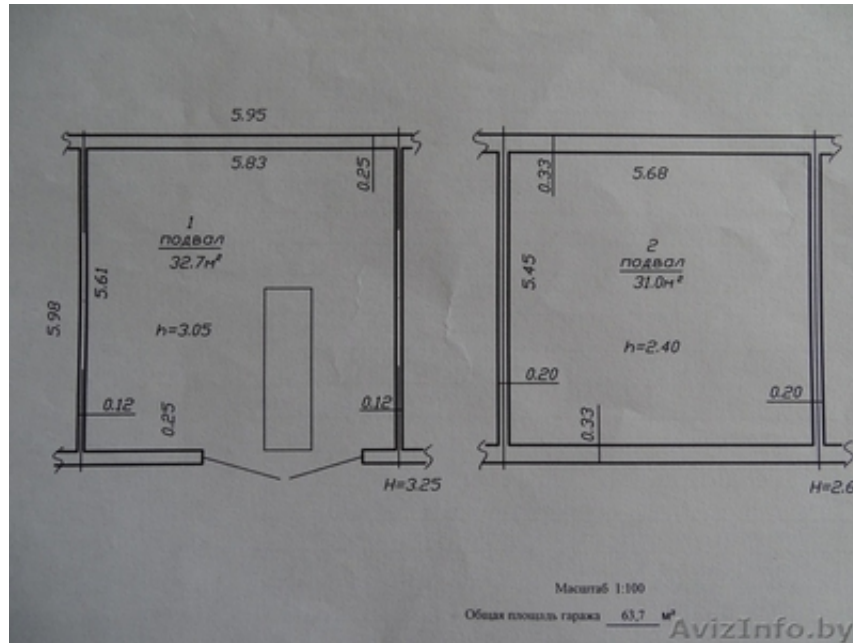 5.95
5.83
0.25
1
подвал
32.7м²
5.61
5.98
h=3.05
0.12
0.25
0.12
H=3.25
0.33
5.68
5.45
2
подвал
31.0м²
h=2.40
0.20
0.20
0.33
H=2.6
Масштаб 1:100
Общая площадь гаража 63,7 м²
AvizInfo.by